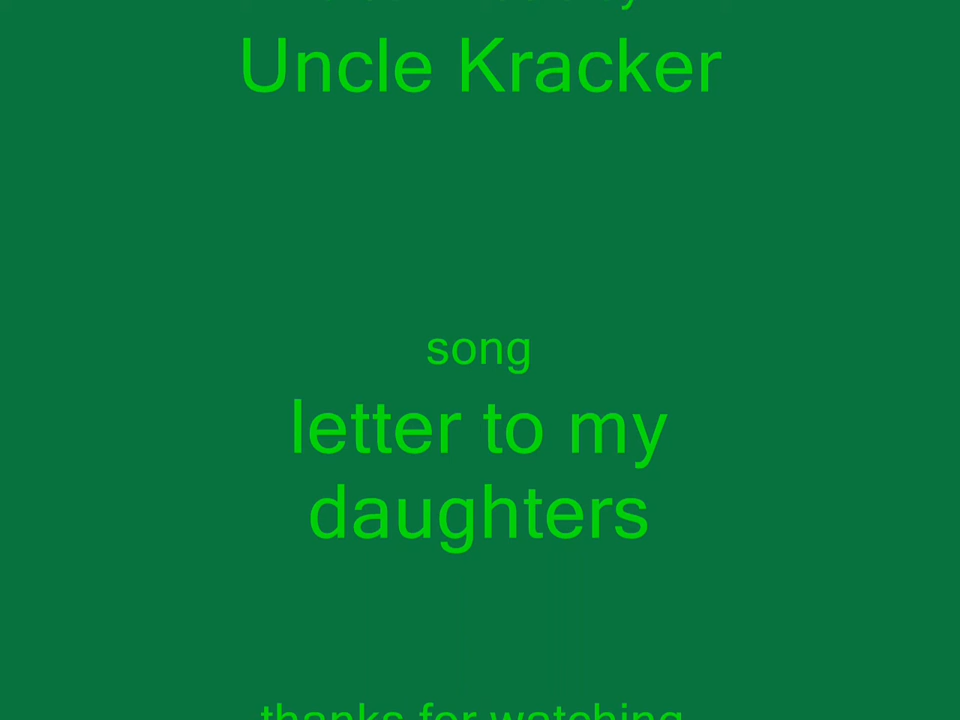 Uncle Kracker
song
letter to my
daughters
thanks for watching